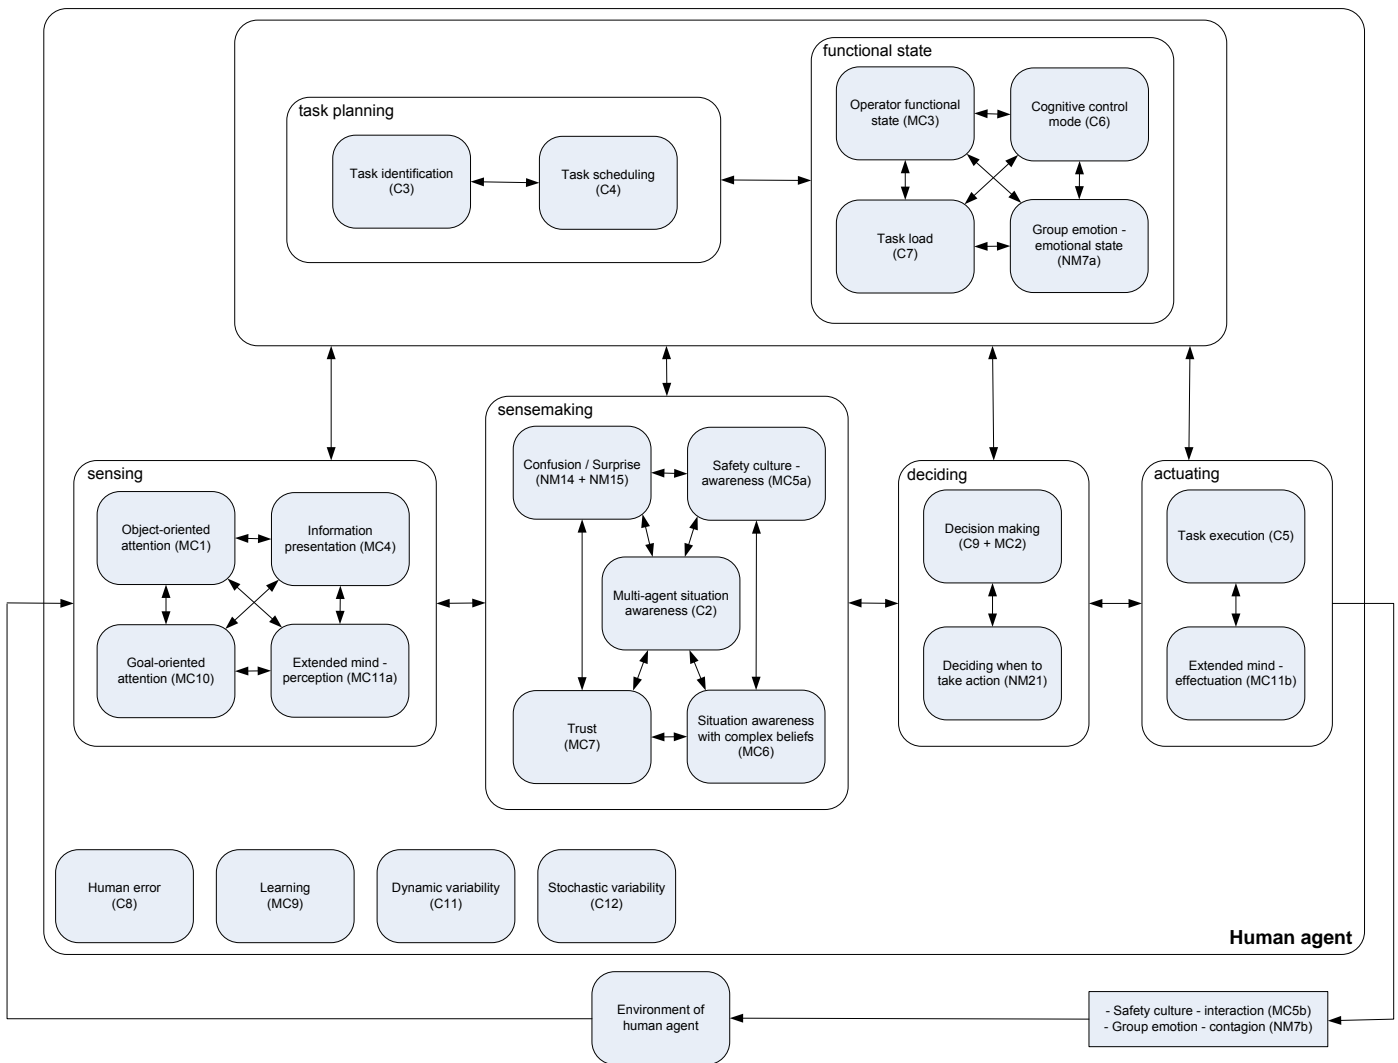 functional state
task planning
Operator functional
state (MC3)
Cognitive control
mode (C6)
Task identification
(C3)
Task scheduling
(C4)
Task load
(C7)
Group emotion -
emotional state
(NM7a)
sensemaking
Confusion / Surprise
(NM14 + NM15)
Safety culture -
awareness (MC5a)
Multi-agent situation
awareness (C2)
Trust
(MC7)
Situation awareness
with complex beliefs
(MC6)
sensing
Object-oriented
attention (MC1)
Information
presentation (MC4)
Goal-oriented
attention (MC10)
Extended mind -
perception (MC11a)
deciding
Decision making
(C9 + MC2)
Deciding when to
take action (NM21)
actuating
Task execution (C5)
Extended mind -
effectuation (MC11b)
Human error
(C8)
Learning
(MC9)
Dynamic variability
(C11)
Stochastic variability
(C12)
Human agent
Environment of
human agent
- Safety culture - interaction (MC5b)
- Group emotion - contagion (NM7b)